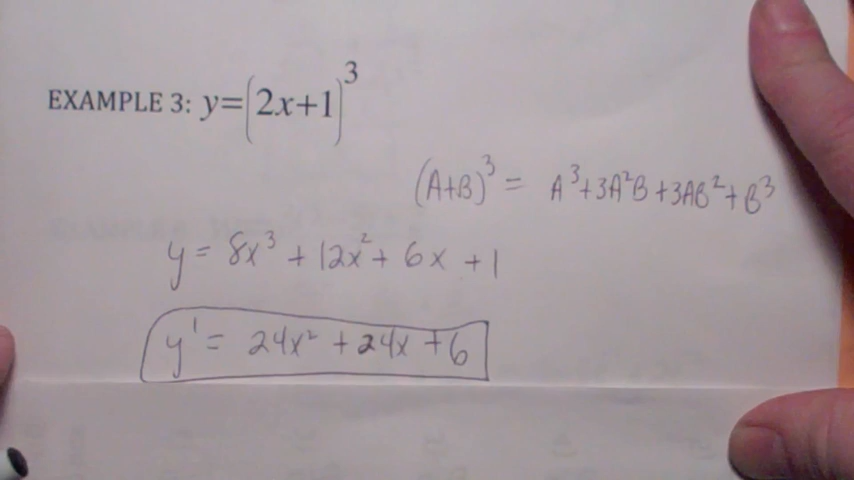 EXAMPLE 3: y=(2x+1)³
(A+B)³ = A³+3A²B+3AB²+B³
y = 8x³ + 12x² + 6x + 1
y' = 24x² + 24x + 6